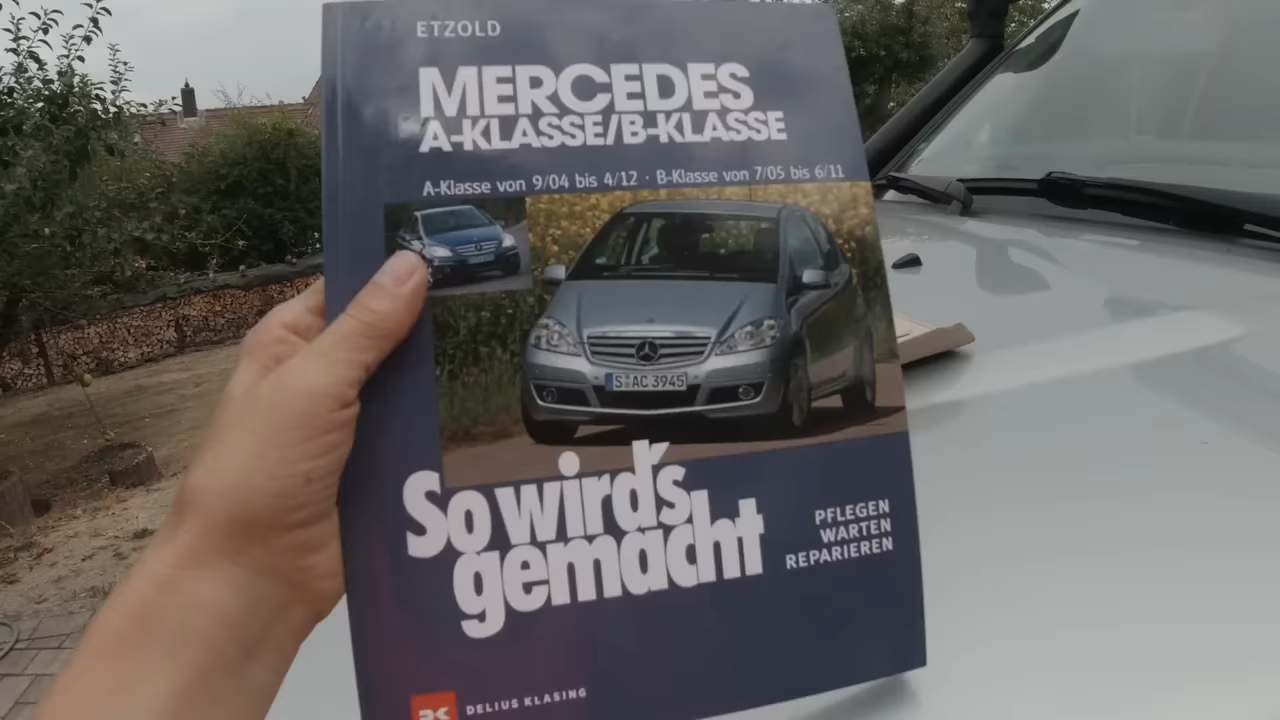 ETZOLD
MERCEDES
A-KLASSE/B-KLASSE
A-Klasse von 9/04 bis 4/12 · B-Klasse von 7/05 bis 6/11
S AC 3945
So wird's
gemacht
PFLEGEN
WARTEN
REPARIEREN
DELIUS KLASING